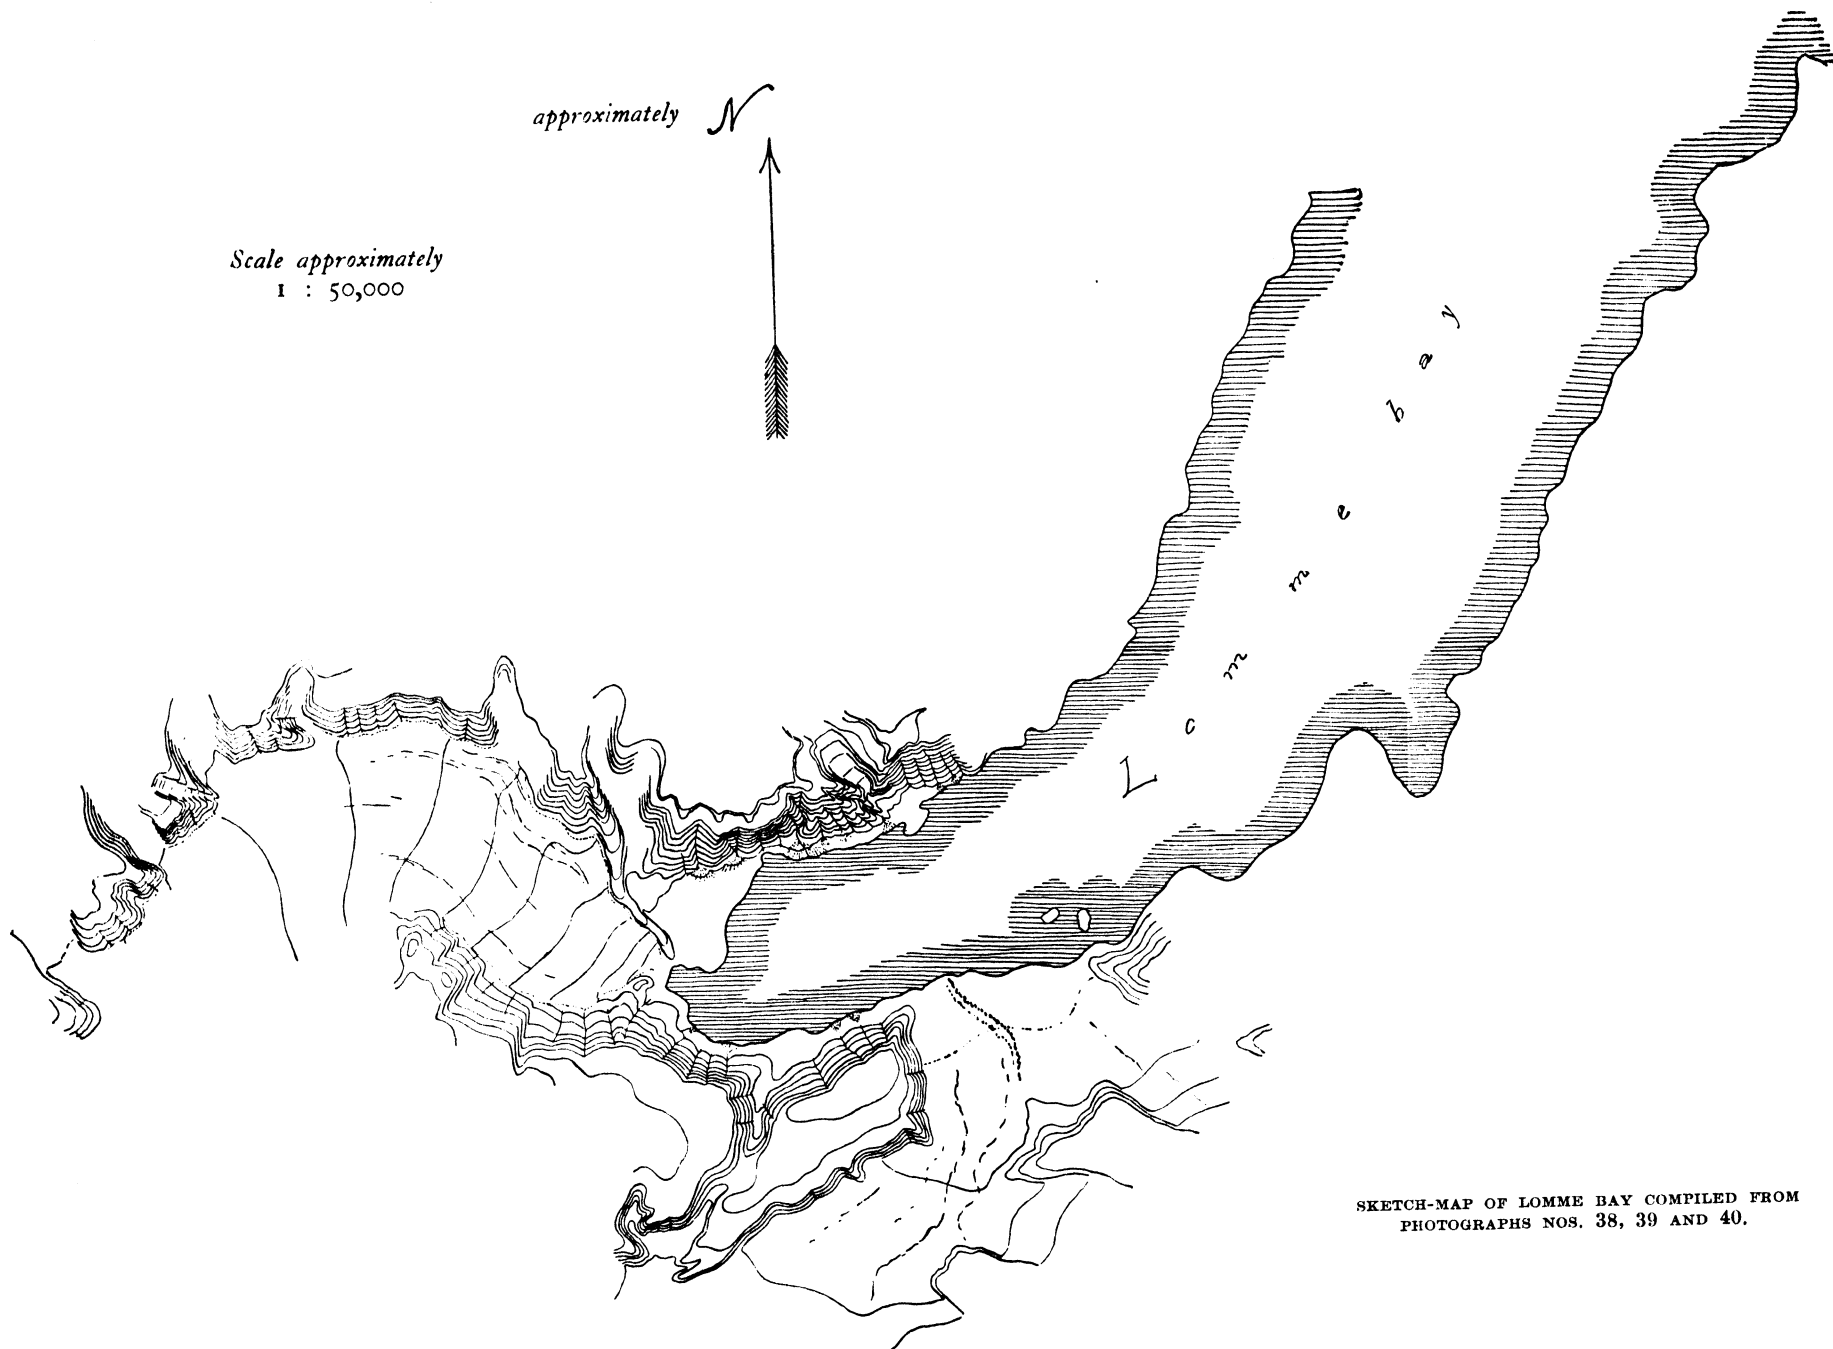 approximately N
Scale approximately
1 : 50,000
Lomme bay
SKETCH-MAP OF LOMME BAY COMPILED FROM
PHOTOGRAPHS NOS. 38, 39 AND 40.